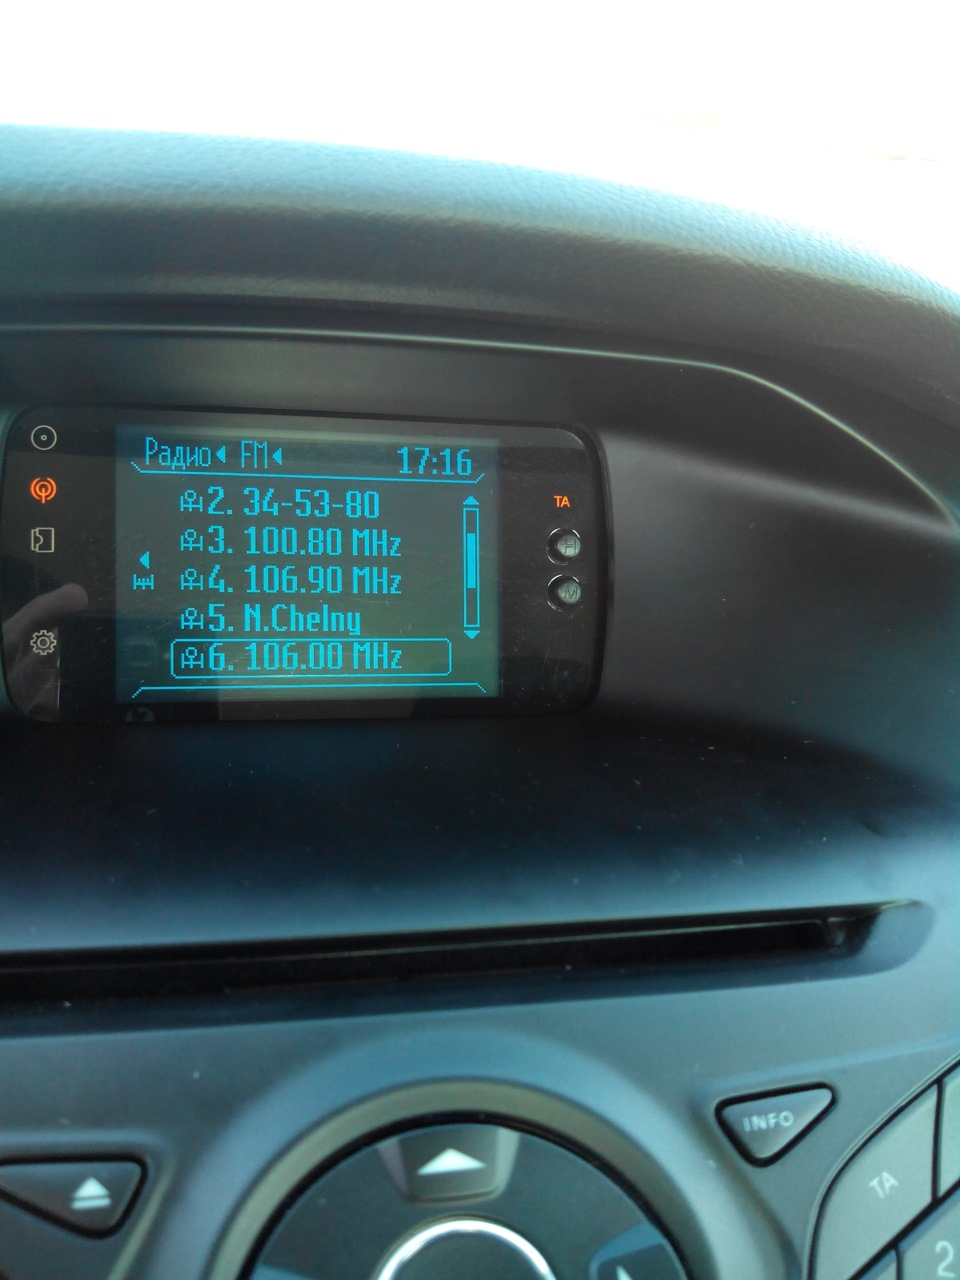 Радио FM 17:16
2. 34-53-80
3. 100.80 MHz
4. 106.90 MHz
5. N.Chelny
6. 106.00 MHz
TA
H
M
INFO
TA
2